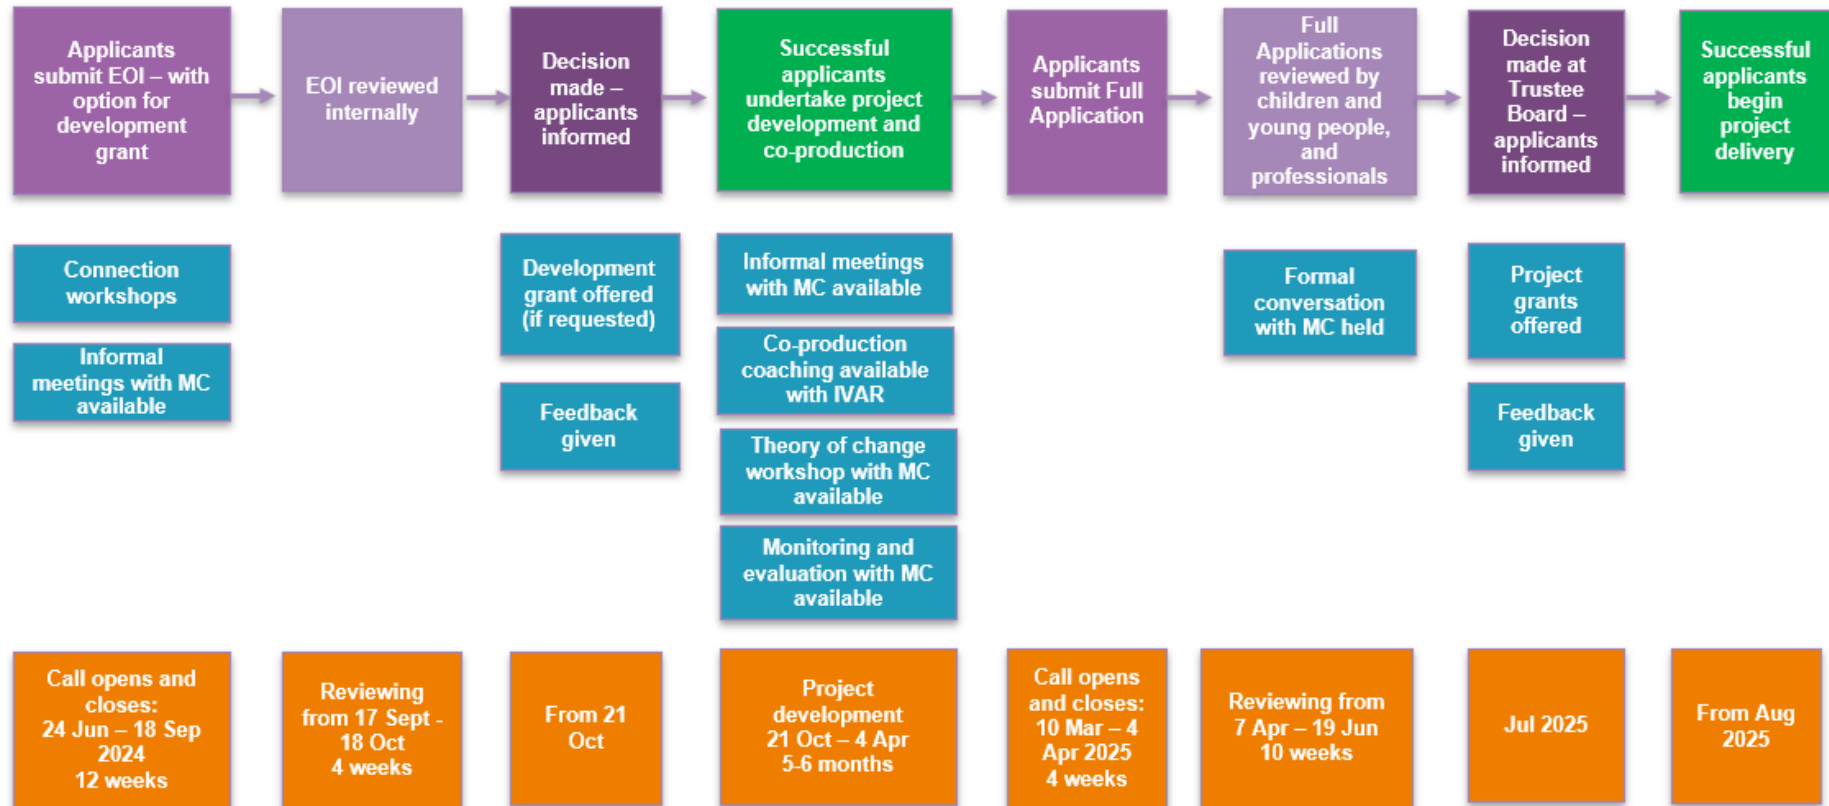 Applicants
submit EOI – with
option for
development
grant
EOI reviewed
internally
Decision
made –
applicants
informed
Successful
applicants
undertake project
development and
co-production
Applicants
submit Full
Application
Full
Applications
reviewed by
children and
young people,
and
professionals
Decision
made at
Trustee
Board –
applicants
informed
Successful
applicants
begin
project
delivery
Connection
workshops
Informal
meetings with MC
available
Development
grant offered
(if requested)
Feedback
given
Informal meetings
with MC available
Co-production
coaching available
with IVAR
Theory of change
workshop with MC
available
Monitoring and
evaluation with MC
available
Formal
conversation
with MC held
Project
grants
offered
Feedback
given
Call opens and
closes:
24 Jun – 18 Sep
2024
12 weeks
Reviewing
from 17 Sept -
18 Oct
4 weeks
From 21
Oct
Project
development
21 Oct – 4 Apr
5-6 months
Call opens
and closes:
10 Mar – 4
Apr 2025
4 weeks
Reviewing from
7 Apr – 19 Jun
10 weeks
Jul 2025
From Aug
2025